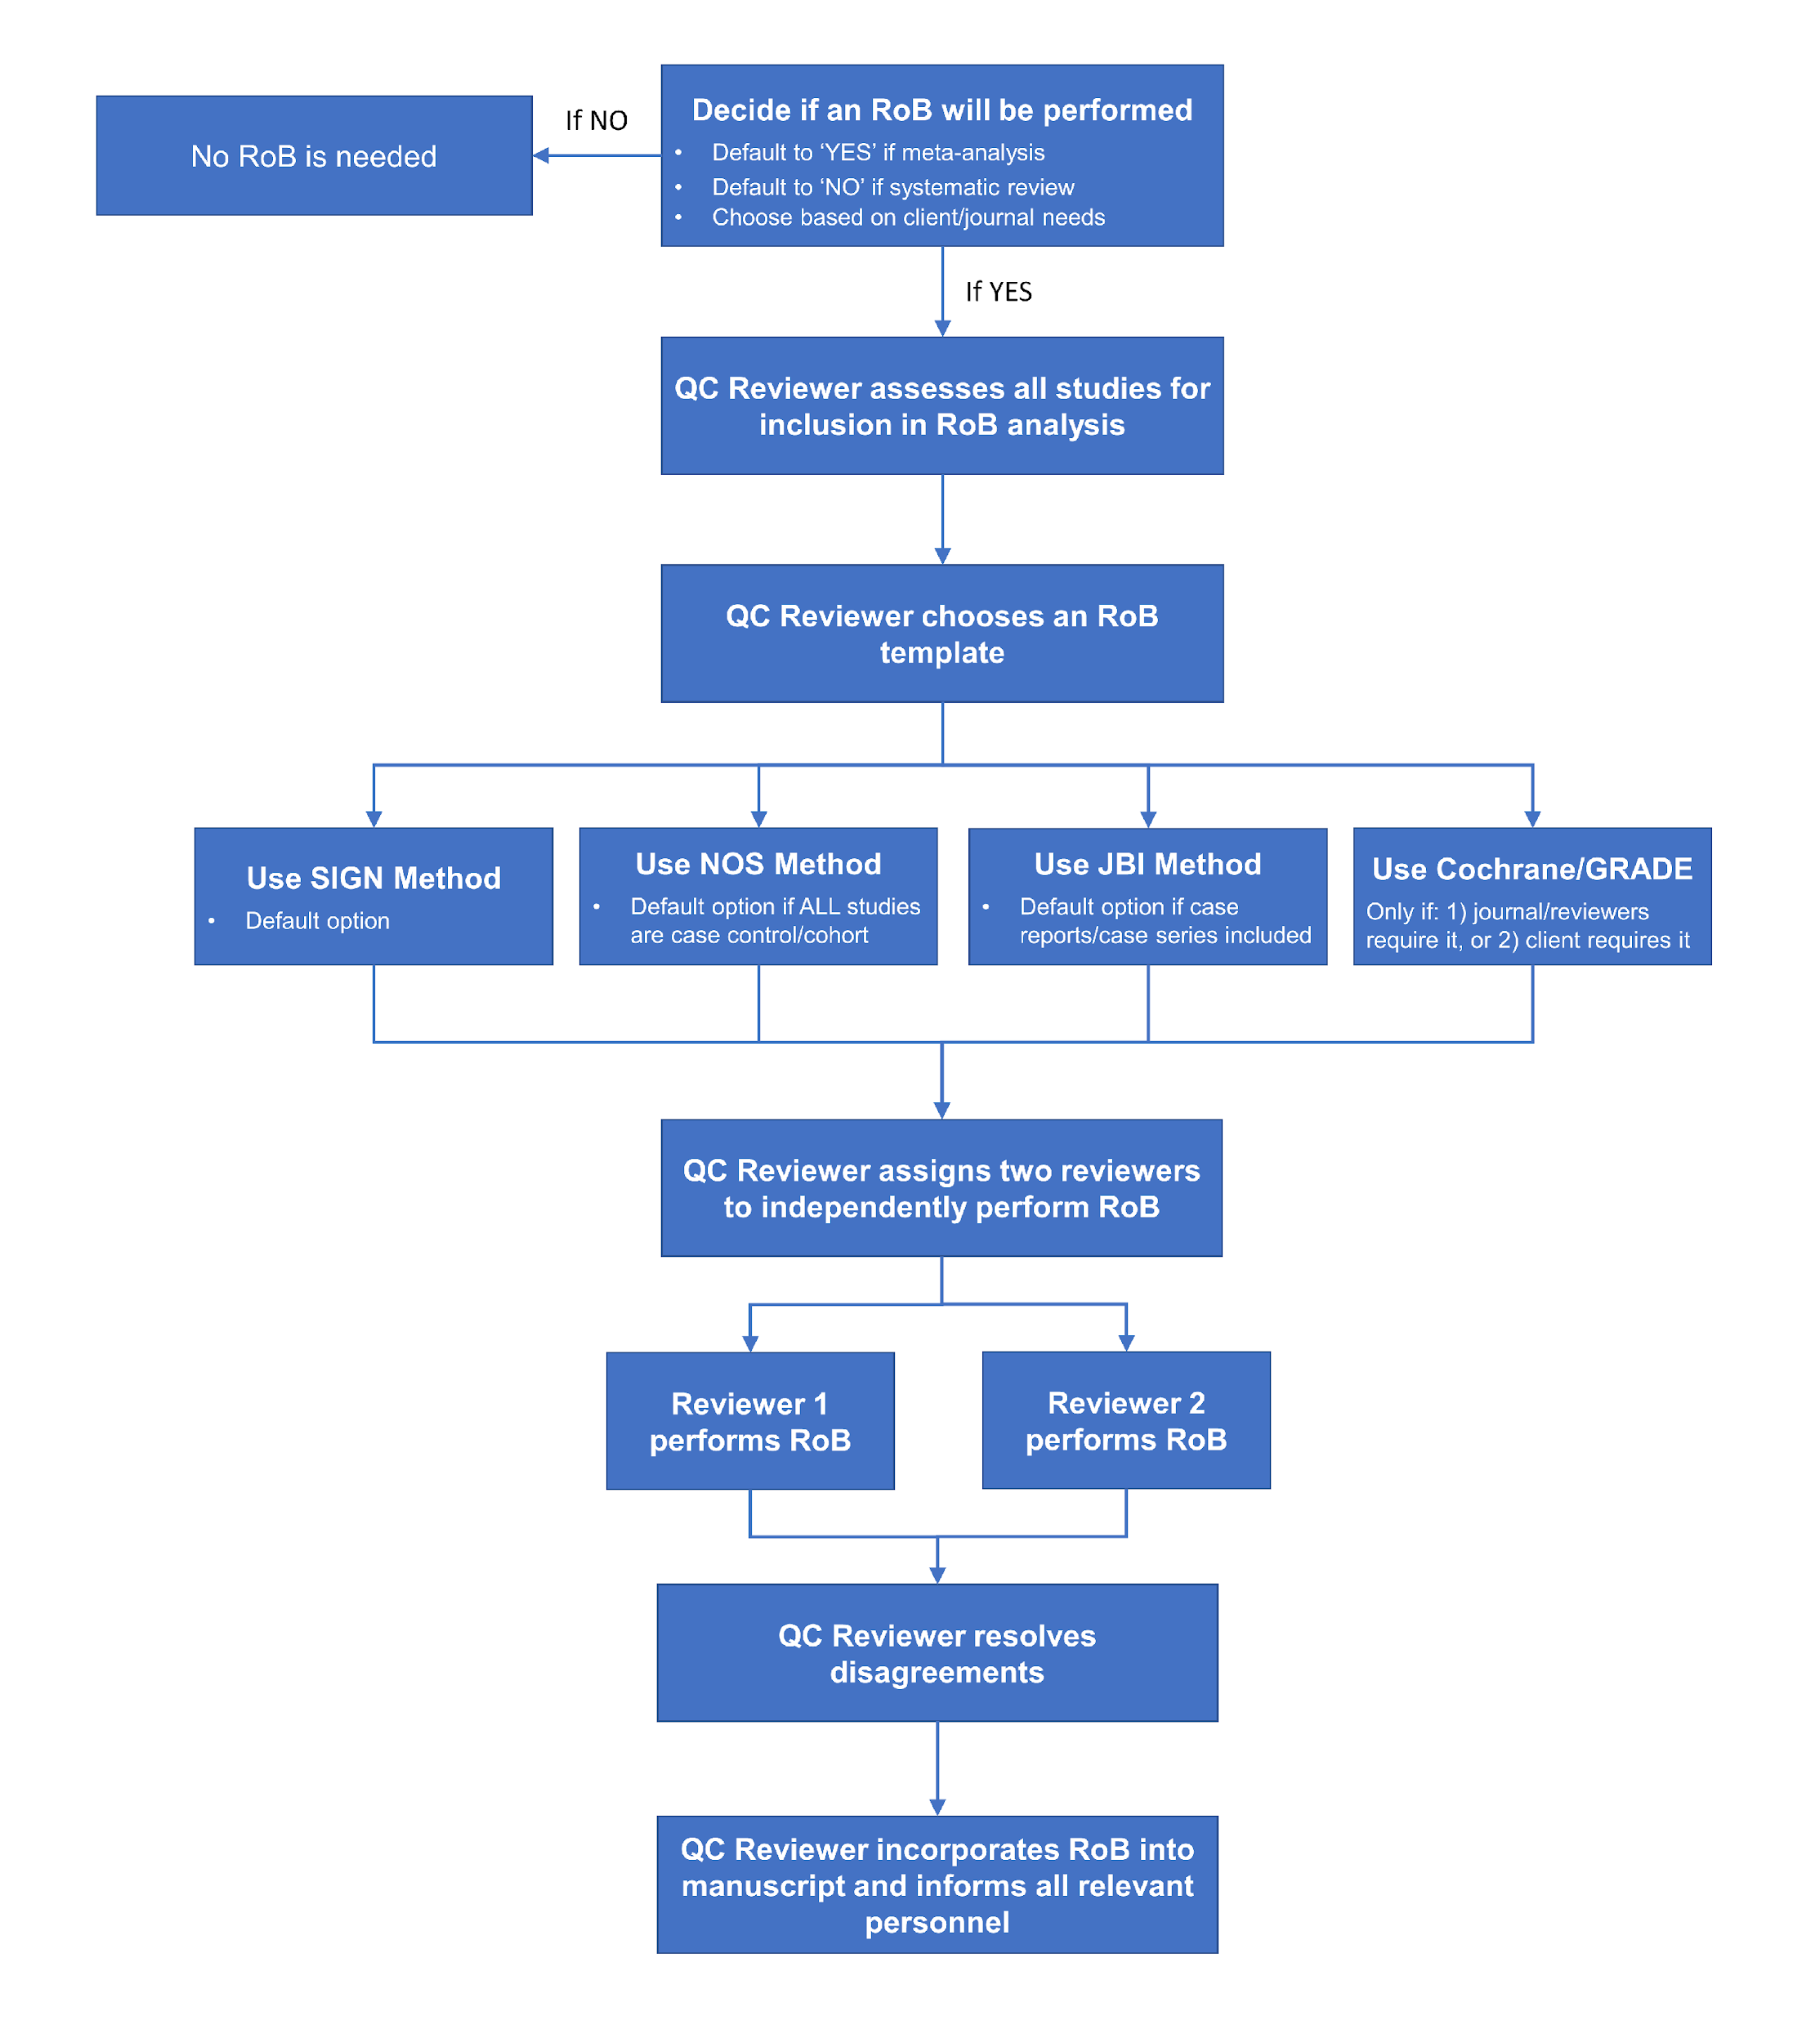 Decide if an RoB will be performed
• Default to ‘YES’ if meta-analysis
• Default to ‘NO’ if systematic review
• Choose based on client/journal needs
If NO
No RoB is needed
If YES
QC Reviewer assesses all studies for
inclusion in RoB analysis
QC Reviewer chooses an RoB
template
Use SIGN Method
• Default option
Use NOS Method
• Default option if ALL studies
are case control/cohort
Use JBI Method
• Default option if case
reports/case series included
Use Cochrane/GRADE
Only if: 1) journal/reviewers
require it, or 2) client requires it
QC Reviewer assigns two reviewers
to independently perform RoB
Reviewer 1
performs RoB
Reviewer 2
performs RoB
QC Reviewer resolves
disagreements
QC Reviewer incorporates RoB into
manuscript and informs all relevant
personnel